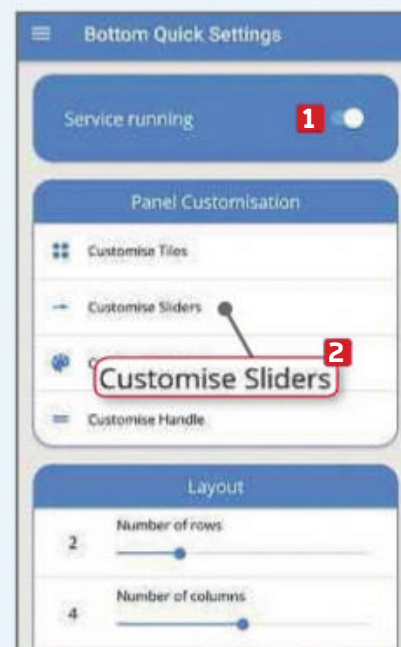 Bottom Quick Settings
Service running
1
Panel Customisation
Customise Tiles
Customise Sliders
2
Customise Sliders
Customise Handle
Layout
Number of rows
2
Number of columns
4